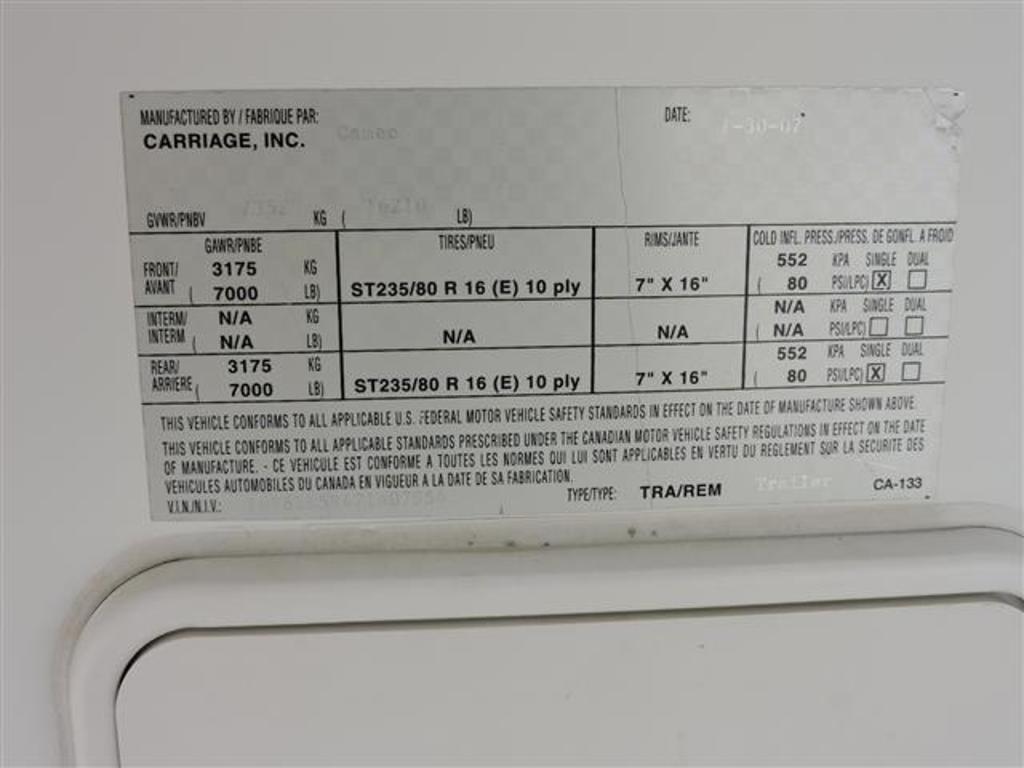 MANUFACTURED BY / FABRIQUE PAR: DATE:
CARRIAGE, INC. Cameo
GVWR/PNBV KG ( 16210 LB)
GAWR/PNBE TIRES/PNEU RIMS/JANTE COLD INFL. PRESS./PRESS. DE GONFL. A FROID
FRONT/ 3175 KG 552 KPA SINGLE DUAL
AVANT ( 7000 LB) ST235/80 R 16 (E) 10 ply 7" X 16" ( 80 PSI/LPC) X
INTERM/ N/A KG N/A KPA SINGLE DUAL
INTERM ( N/A LB) N/A N/A ( N/A PSI/LPC)
REAR/ 3175 KG 552 KPA SINGLE DUAL
ARRIERE ( 7000 LB) ST235/80 R 16 (E) 10 ply 7" X 16" ( 80 PSI/LPC) X
THIS VEHICLE CONFORMS TO ALL APPLICABLE U.S. FEDERAL MOTOR VEHICLE SAFETY STANDARDS IN EFFECT ON THE DATE OF MANUFACTURE SHOWN ABOVE.
THIS VEHICLE CONFORMS TO ALL APPLICABLE STANDARDS PRESCRIBED UNDER THE CANADIAN MOTOR VEHICLE SAFETY REGULATIONS IN EFFECT ON THE DATE
OF MANUFACTURE. - CE VEHICULE EST CONFORME A TOUTES LES NORMES QUI LUI SONT APPLICABLES EN VERTU DU REGLEMENT SUR LA SECURITE DES
VEHICULES AUTOMOBILES DU CANADA EN VIGUEUR A LA DATE DE SA FABRICATION.
V.I.N./N.I.V.: TYPE/TYPE: TRA/REM Trailer CA-133